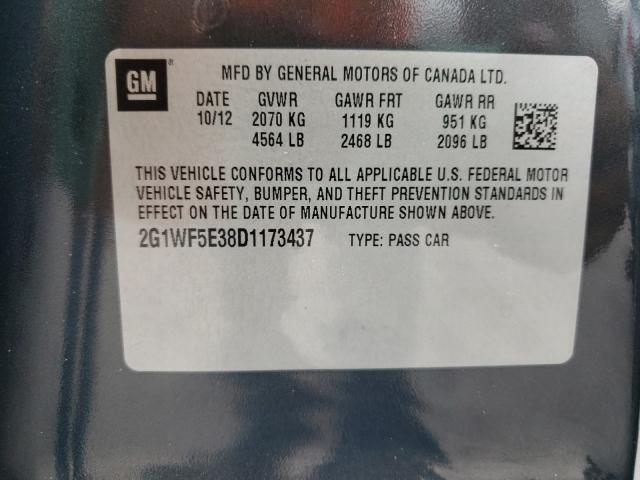 GM ®
MFD BY GENERAL MOTORS OF CANADA LTD.
DATE GVWR GAWR FRT GAWR RR
10/12 2070 KG 1119 KG 951 KG
4564 LB 2468 LB 2096 LB
THIS VEHICLE CONFORMS TO ALL APPLICABLE U.S. FEDERAL MOTOR
VEHICLE SAFETY, BUMPER, AND THEFT PREVENTION STANDARDS IN
EFFECT ON THE DATE OF MANUFACTURE SHOWN ABOVE.
2G1WF5E38D1173437 TYPE: PASS CAR